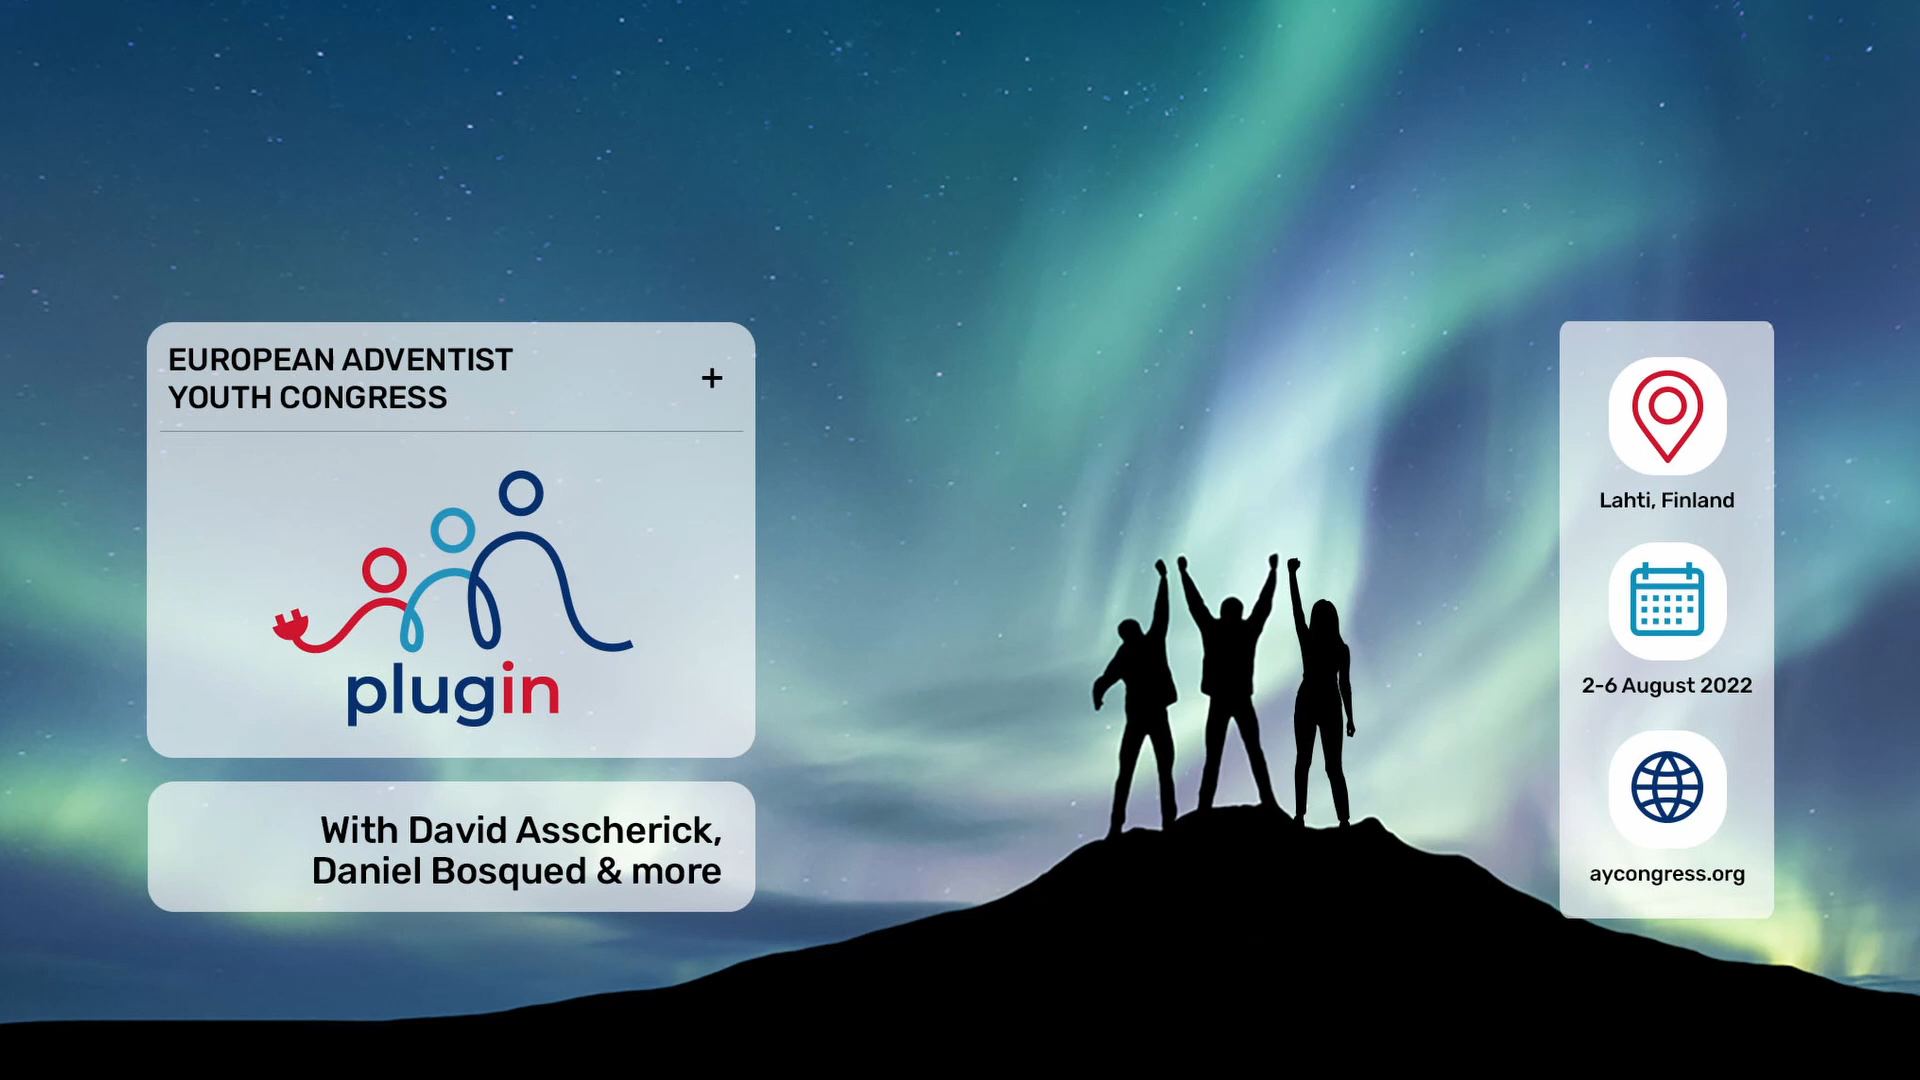 EUROPEAN ADVENTIST
YOUTH CONGRESS
+
plugin
With David Asscherick,
Daniel Bosqued & more
Lahti, Finland
2-6 August 2022
aycongress.org